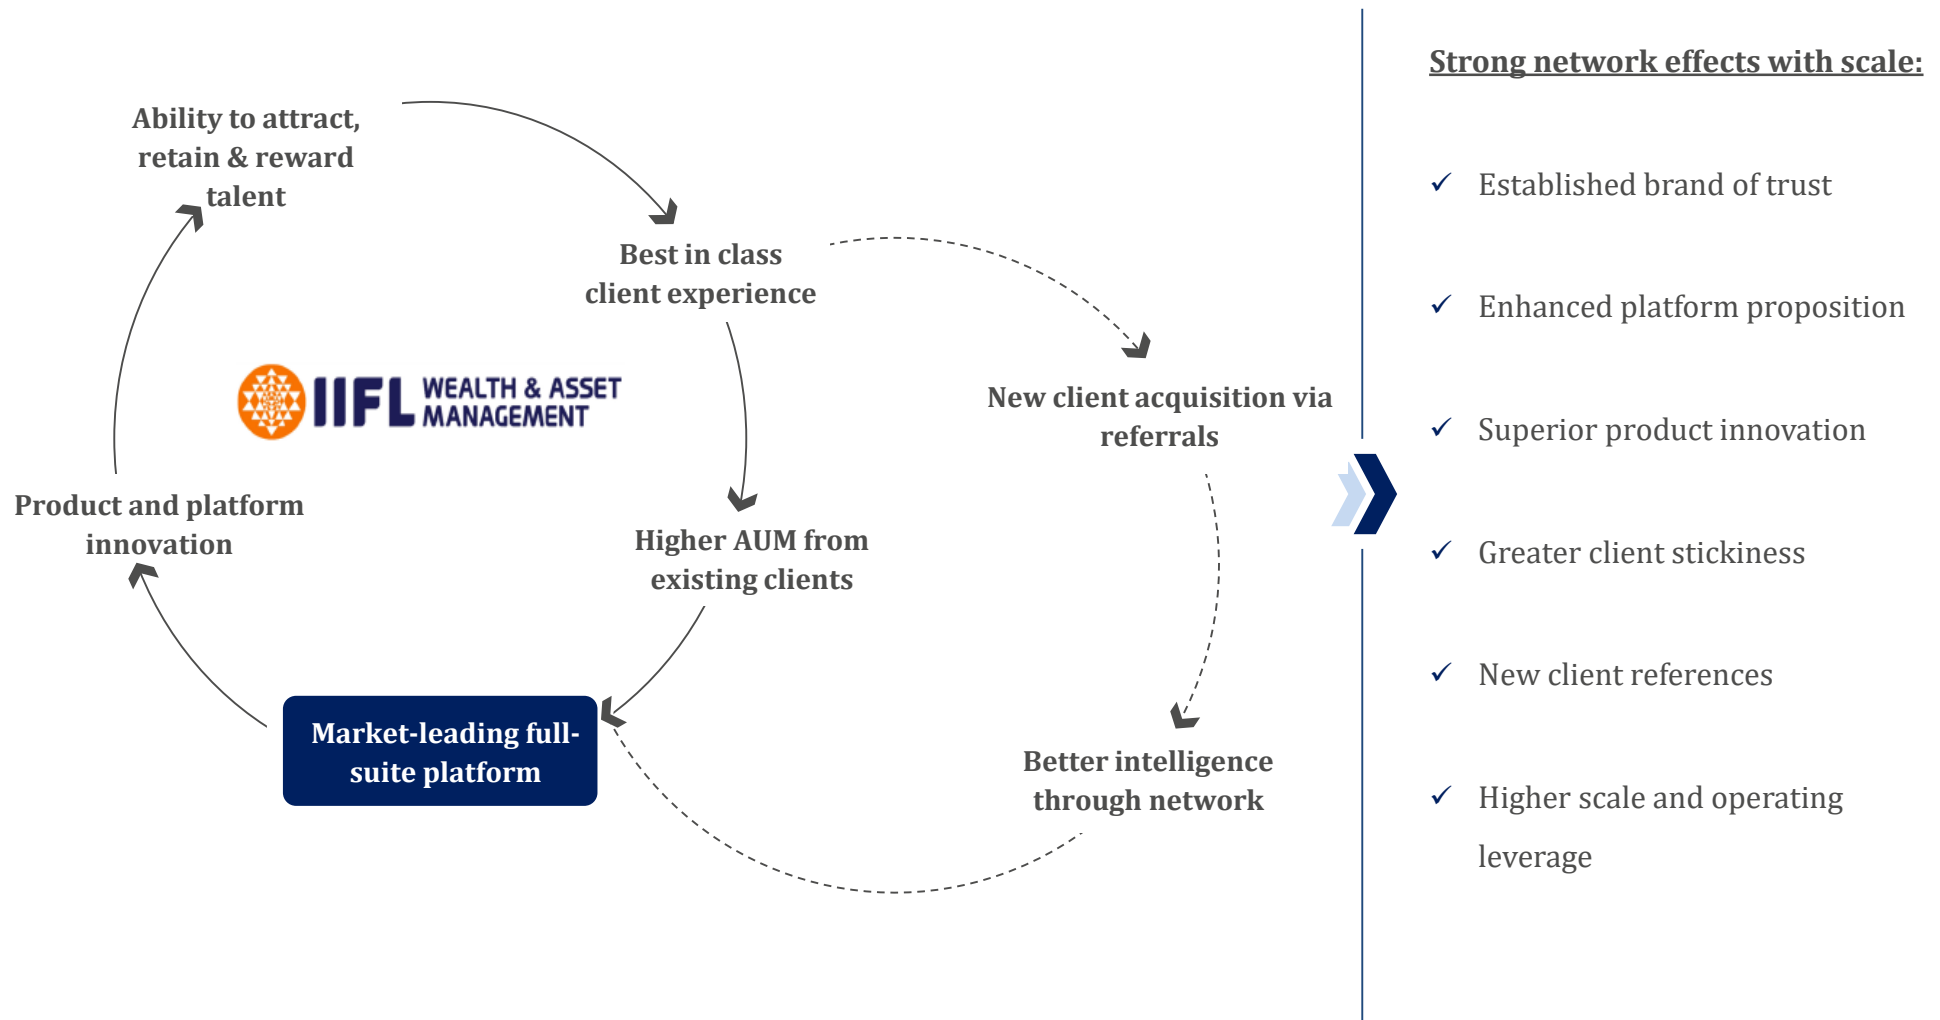 Ability to attract,
retain & reward
talent
Best in class
client experience
IIFL WEALTH & ASSET
MANAGEMENT
New client acquisition via
referrals
Product and platform
innovation
Higher AUM from
existing clients
Market-leading full-
suite platform
Better intelligence
through network
Strong network effects with scale:
✓ Established brand of trust
✓ Enhanced platform proposition
✓ Superior product innovation
✓ Greater client stickiness
✓ New client references
✓ Higher scale and operating
leverage